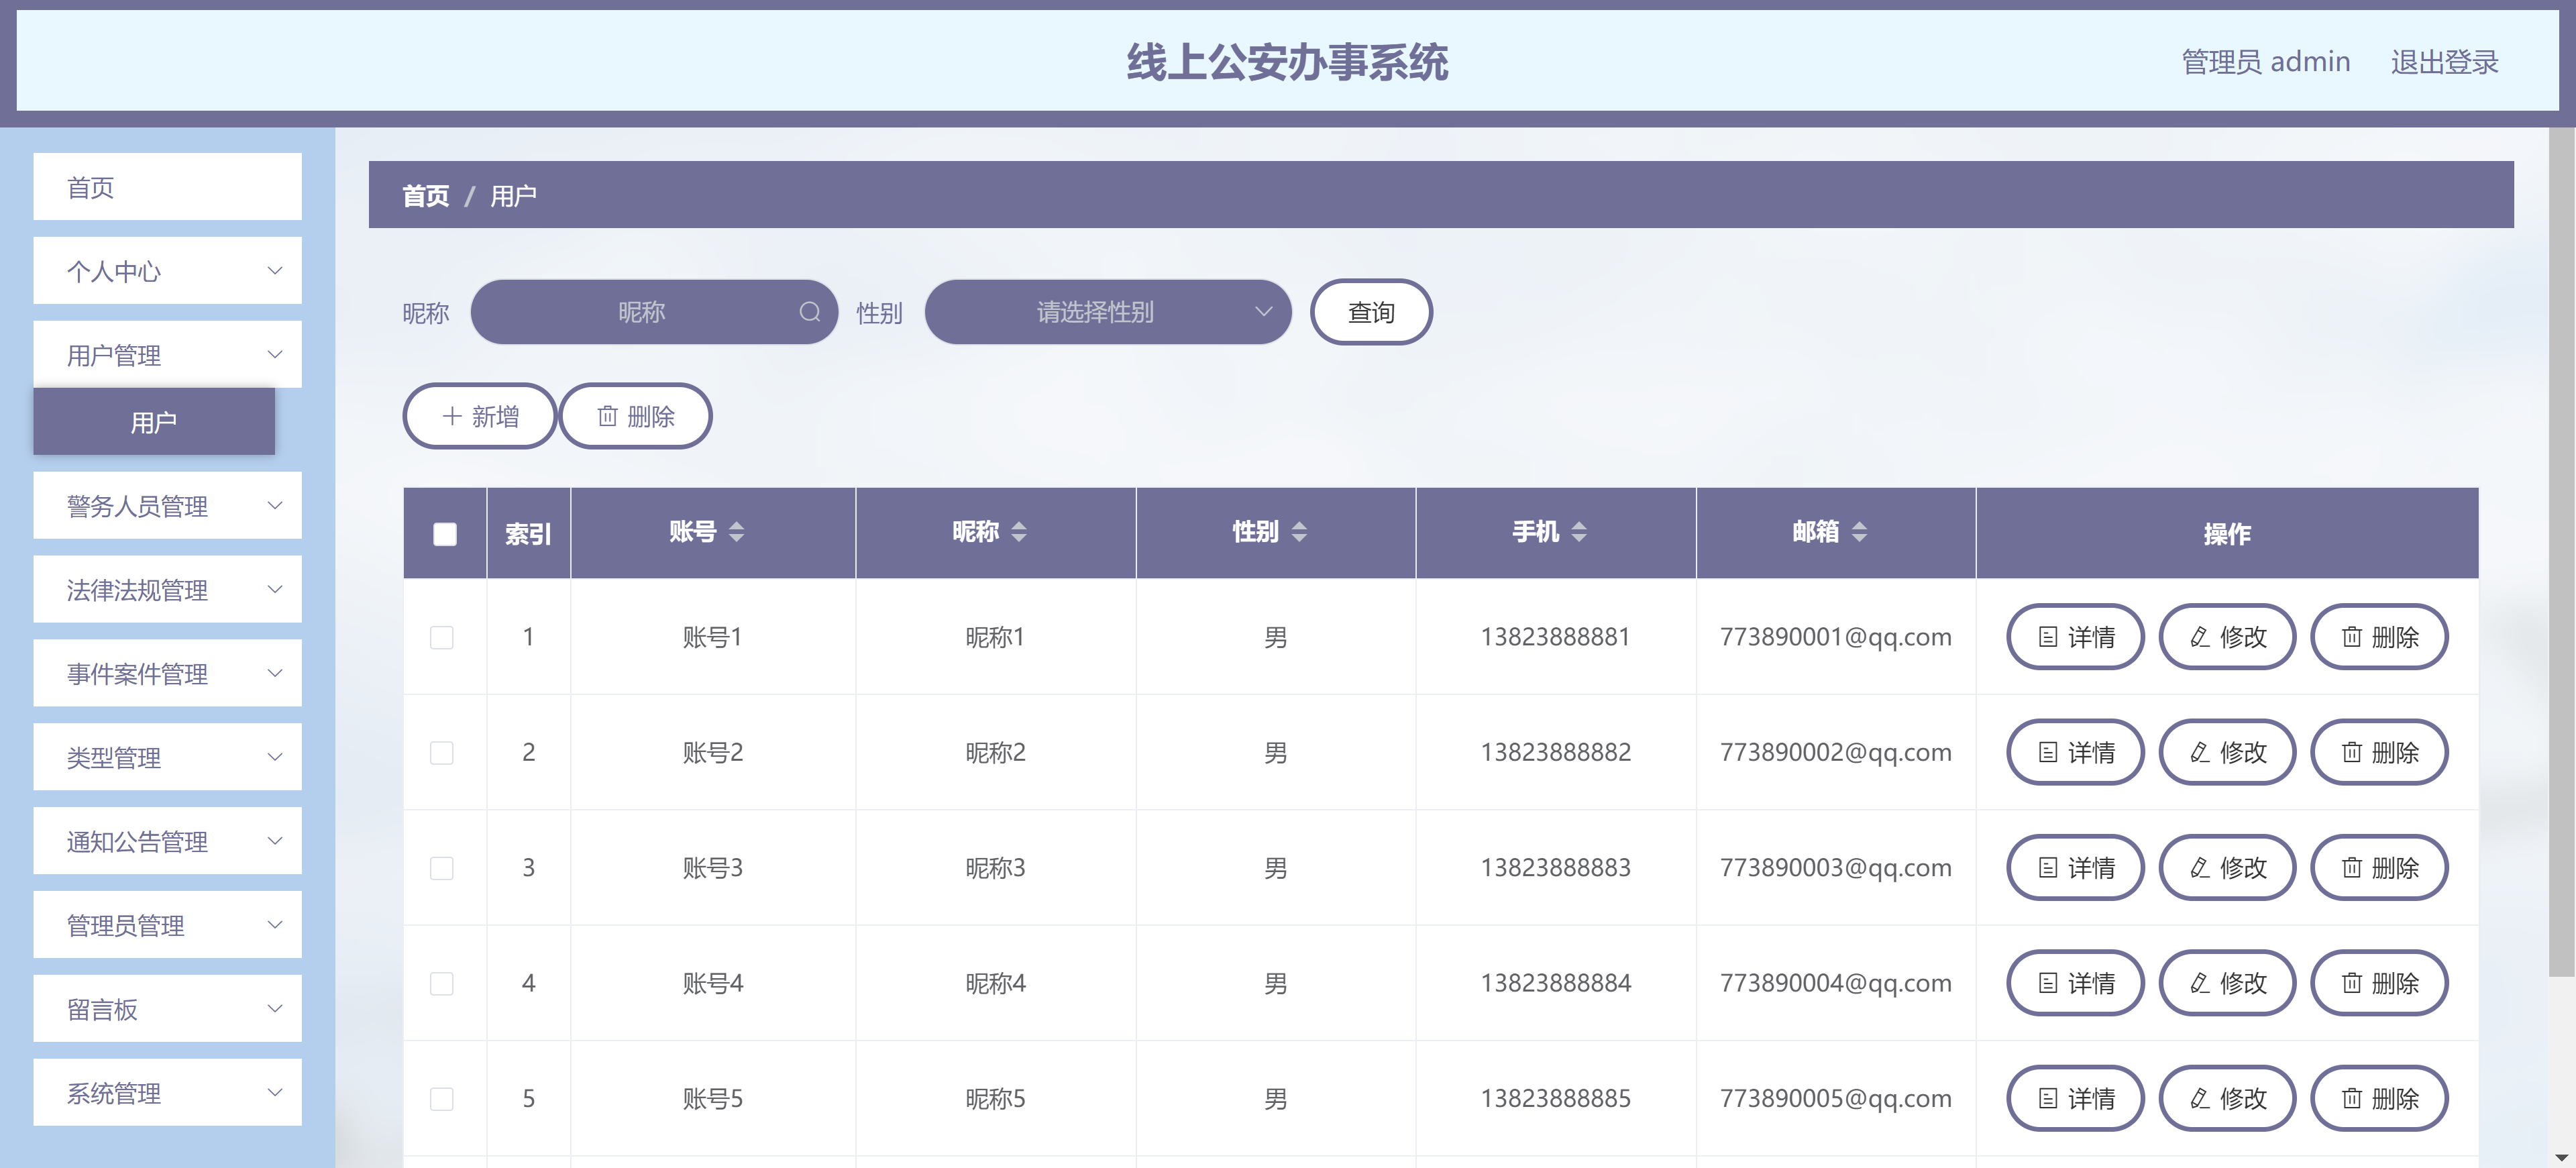 线上公安办事系统
管理员 admin 退出登录
首页
个人中心
用户管理
用户
警务人员管理
法律法规管理
事件案件管理
类型管理
通知公告管理
管理员管理
留言板
系统管理
首页 / 用户
昵称 昵称 性别 请选择性别 查询
新增 删除
索引 账号 昵称 性别 手机 邮箱 操作
1 账号1 昵称1 男 13823888881 773890001@qq.com 详情 修改 删除
2 账号2 昵称2 男 13823888882 773890002@qq.com 详情 修改 删除
3 账号3 昵称3 男 13823888883 773890003@qq.com 详情 修改 删除
4 账号4 昵称4 男 13823888884 773890004@qq.com 详情 修改 删除
5 账号5 昵称5 男 13823888885 773890005@qq.com 详情 修改 删除